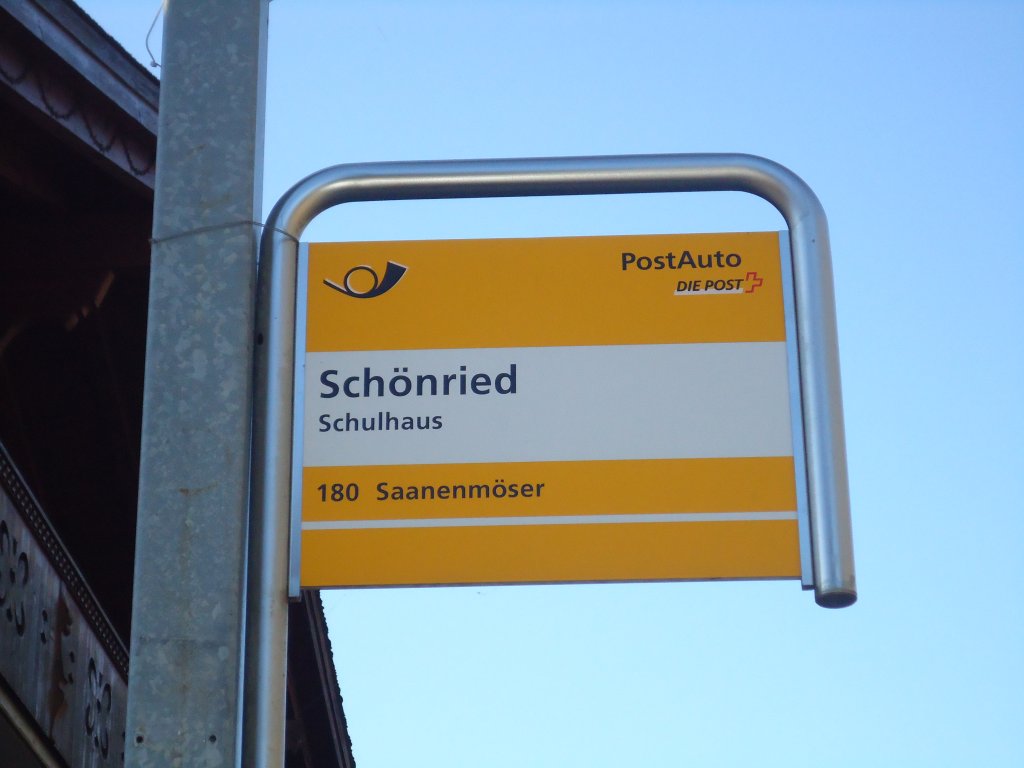 PostAuto
DIE POST
Schönried
Schulhaus
180 Saanenmöser